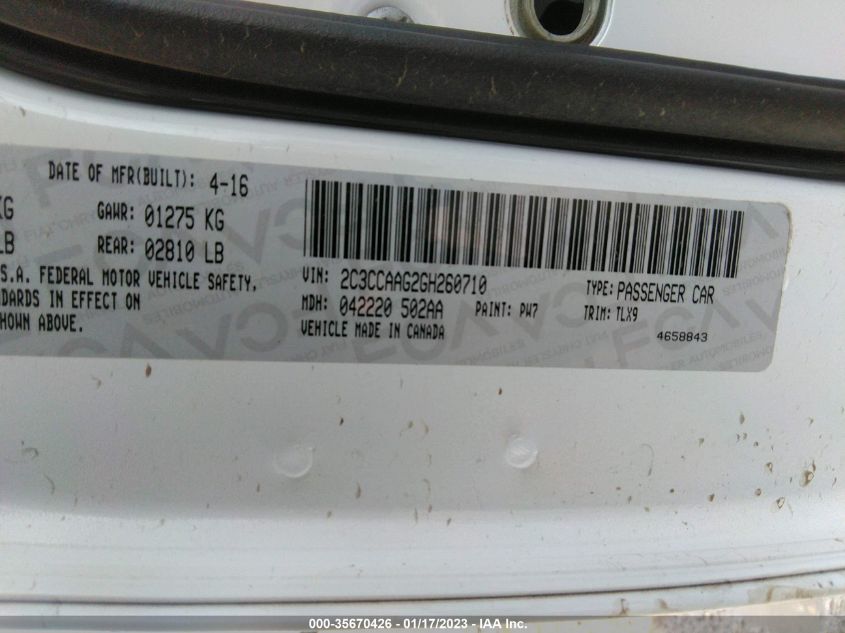 DATE OF MFR(BUILT): 4-16
KG GAWR: 01275 KG
LB REAR: 02810 LB
S.A. FEDERAL MOTOR VEHICLE SAFETY,
DARDS IN EFFECT ON
HOWN ABOVE.
VIN: 2C3CCAAG2GH260710 TYPE: PASSENGER CAR
MDH: 042220 502AA PAINT: PW7 TRIM: TLX9
VEHICLE MADE IN CANADA 4658843
000-35670426 - 01/17/2023 - IAA Inc.